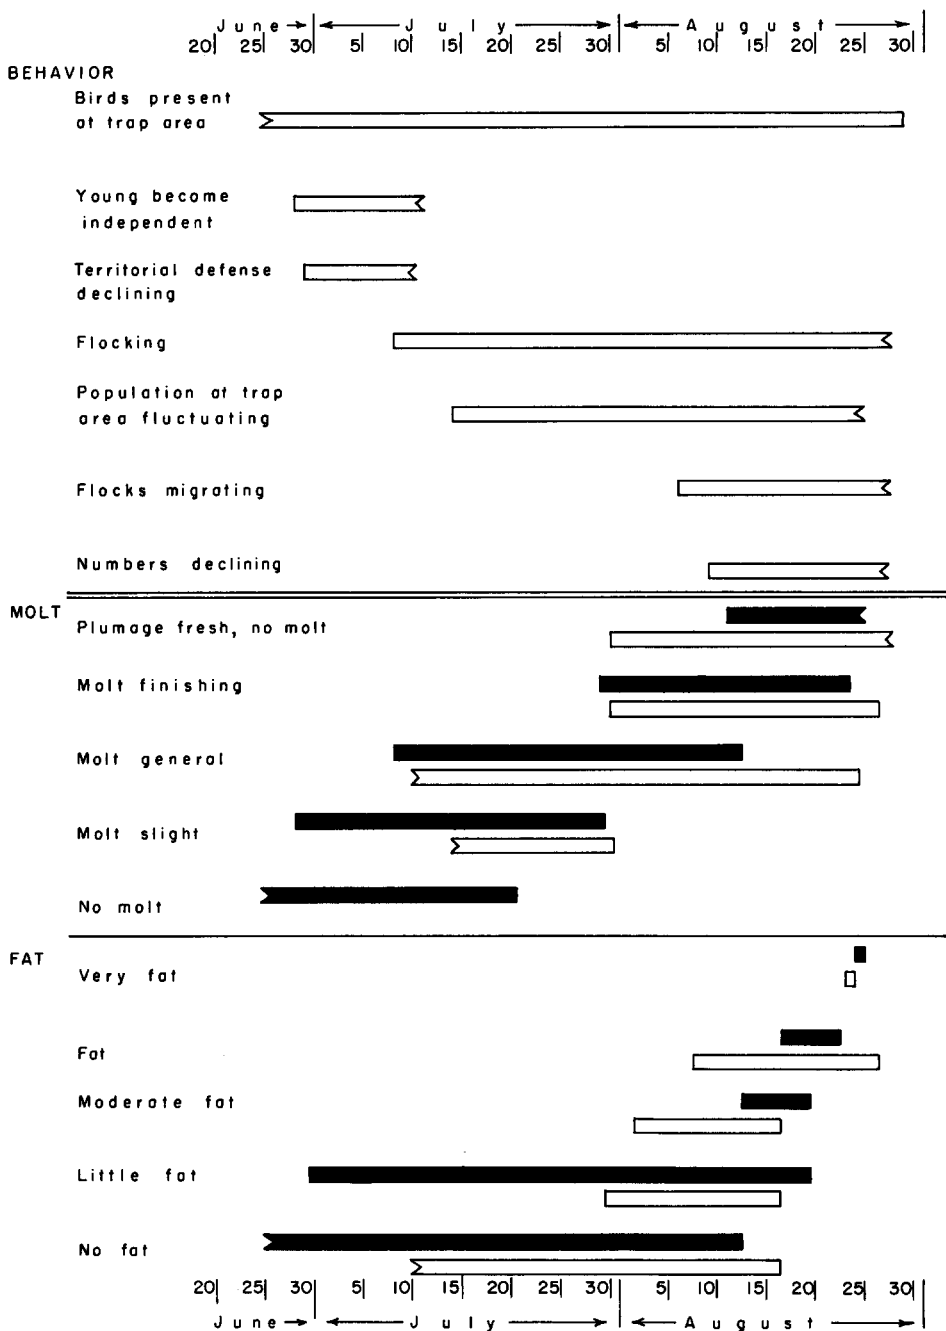 June → ← July → ← August →
20 25 30 5 10 15 20 25 30 5 10 15 20 25 30
BEHAVIOR
Birds present
at trap area
Young become
independent
Territorial defense
declining
Flocking
Population at trap
area fluctuating
Flocks migrating
Numbers declining
MOLT
Plumage fresh, no molt
Molt finishing
Molt general
Molt slight
No molt
FAT
Very fat
Fat
Moderate fat
Little fat
No fat
20 25 30 5 10 15 20 25 30 5 10 15 20 25 30
June → ← July → ← August →